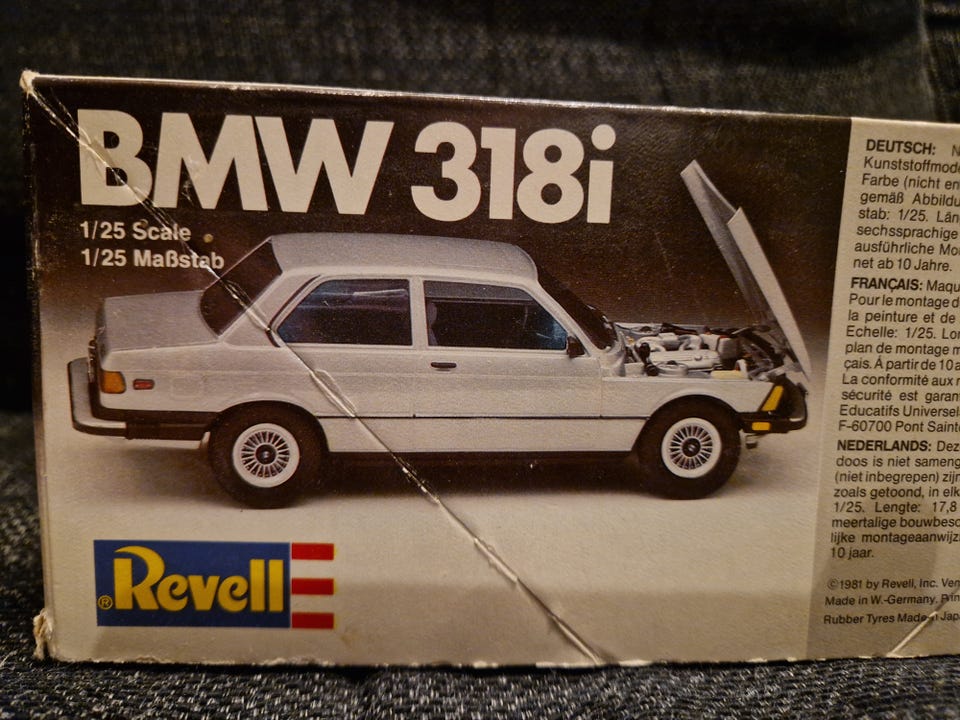 BMW 318i
1/25 Scale
1/25 Maßstab
® Revell
DEUTSCH:
Kunststoffmode
Farbe (nicht en
gemäß Abbildu
stab: 1/25. Län
sechssprachige
ausführliche Mo
net ab 10 Jahre.
FRANÇAIS: Maqu
Pour le montage d
la peinture et de
Echelle: 1/25. Lon
plan de montage m
çais. Á partir de 10 a
La conformité aux n
sécurité est garan
Educatifs Universel
F-60700 Pont Sainte
NEDERLANDS: Deze
doos is niet sameng
(niet inbegrepen) zijn
zoals getoond, in elk
1/25. Lengte: 17,8
meertalige bouwbesc
lijke montageaanwijz
10 jaar.
©1981 by Revell, Inc. Ven
Made in W.-Germany. Prin
Rubber Tyres Made in Japa